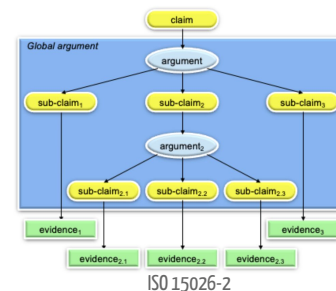 claim
Global argument
argument
sub-claim₁
sub-claim₂
sub-claim₃
argument₂
sub-claim₂.₁
sub-claim₂.₂
sub-claim₂.₃
evidence₁
evidence₃
evidence₂.₁
evidence₂.₂
evidence₂.₃
ISO 15026-2